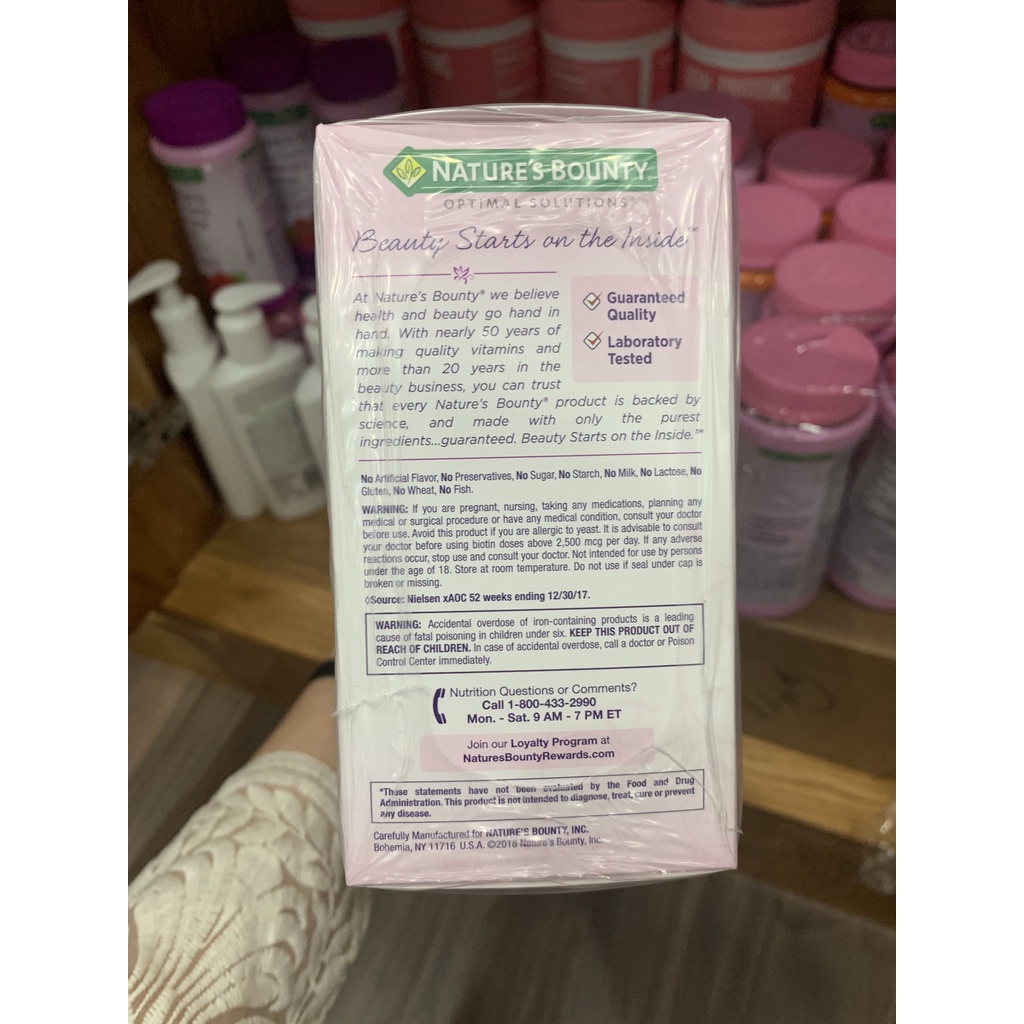 NATURE'S BOUNTY
OPTIMAL SOLUTIONS®
Beauty Starts on the Inside™
At Nature's Bounty® we believe
health and beauty go hand in
hand. With nearly 50 years of
making quality vitamins and
more than 20 years in the
beauty business, you can trust
that every Nature's Bounty® product is backed by
science, and made with only the purest
ingredients...guaranteed. Beauty Starts on the Inside.™
Guaranteed
Quality
Laboratory
Tested
No Artificial Flavor, No Preservatives, No Sugar, No Starch, No Milk, No Lactose, No
Gluten, No Wheat, No Fish.
WARNING: If you are pregnant, nursing, taking any medications, planning any
medical or surgical procedure or have any medical condition, consult your doctor
before use. Avoid this product if you are allergic to yeast. It is advisable to consult
your doctor before using biotin doses above 2,500 mcg per day. If any adverse
reactions occur, stop use and consult your doctor. Not intended for use by persons
under the age of 18. Store at room temperature. Do not use if seal under cap is
broken or missing.
◊Source: Nielsen xAOC 52 weeks ending 12/30/17.
WARNING: Accidental overdose of iron-containing products is a leading
cause of fatal poisoning in children under six. KEEP THIS PRODUCT OUT OF
REACH OF CHILDREN. In case of accidental overdose, call a doctor or Poison
Control Center immediately.
Nutrition Questions or Comments?
Call 1-800-433-2990
Mon. - Sat. 9 AM - 7 PM ET
Join our Loyalty Program at
NaturesBountyRewards.com
*These statements have not been evaluated by the Food and Drug
Administration. This product is not intended to diagnose, treat, cure or prevent
any disease.
Carefully Manufactured for NATURE'S BOUNTY, INC.
Bohemia, NY 11716 U.S.A. ©2018 Nature's Bounty, Inc.